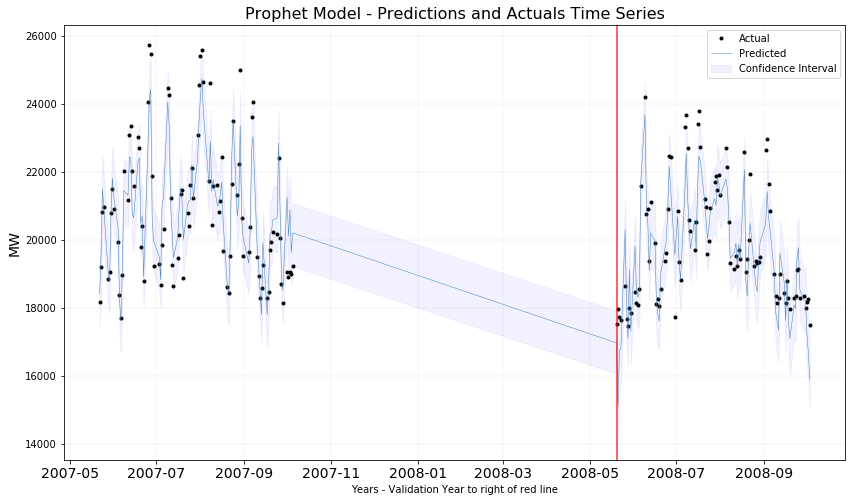 Prophet Model - Predictions and Actuals Time Series
Actual
Predicted
Confidence Interval
26000
24000
22000
20000
18000
16000
14000
MW
2007-05
2007-07
2007-09
2007-11
2008-01
2008-03
2008-05
2008-07
2008-09
Years - Validation Year to right of red line